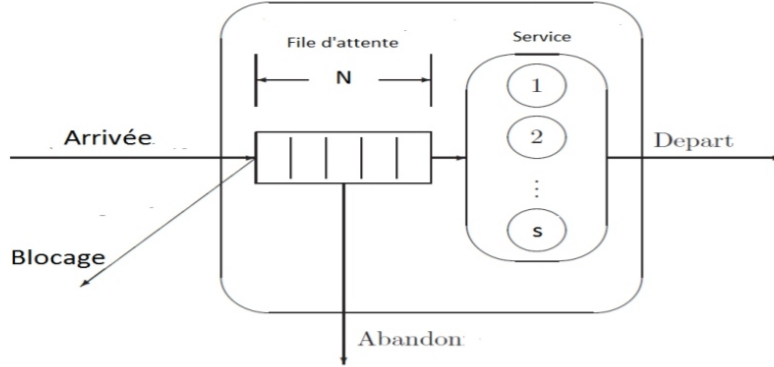 File d'attente
Service
N
1
Arrivée
2
Depart
⋮
s
Blocage
Abandon